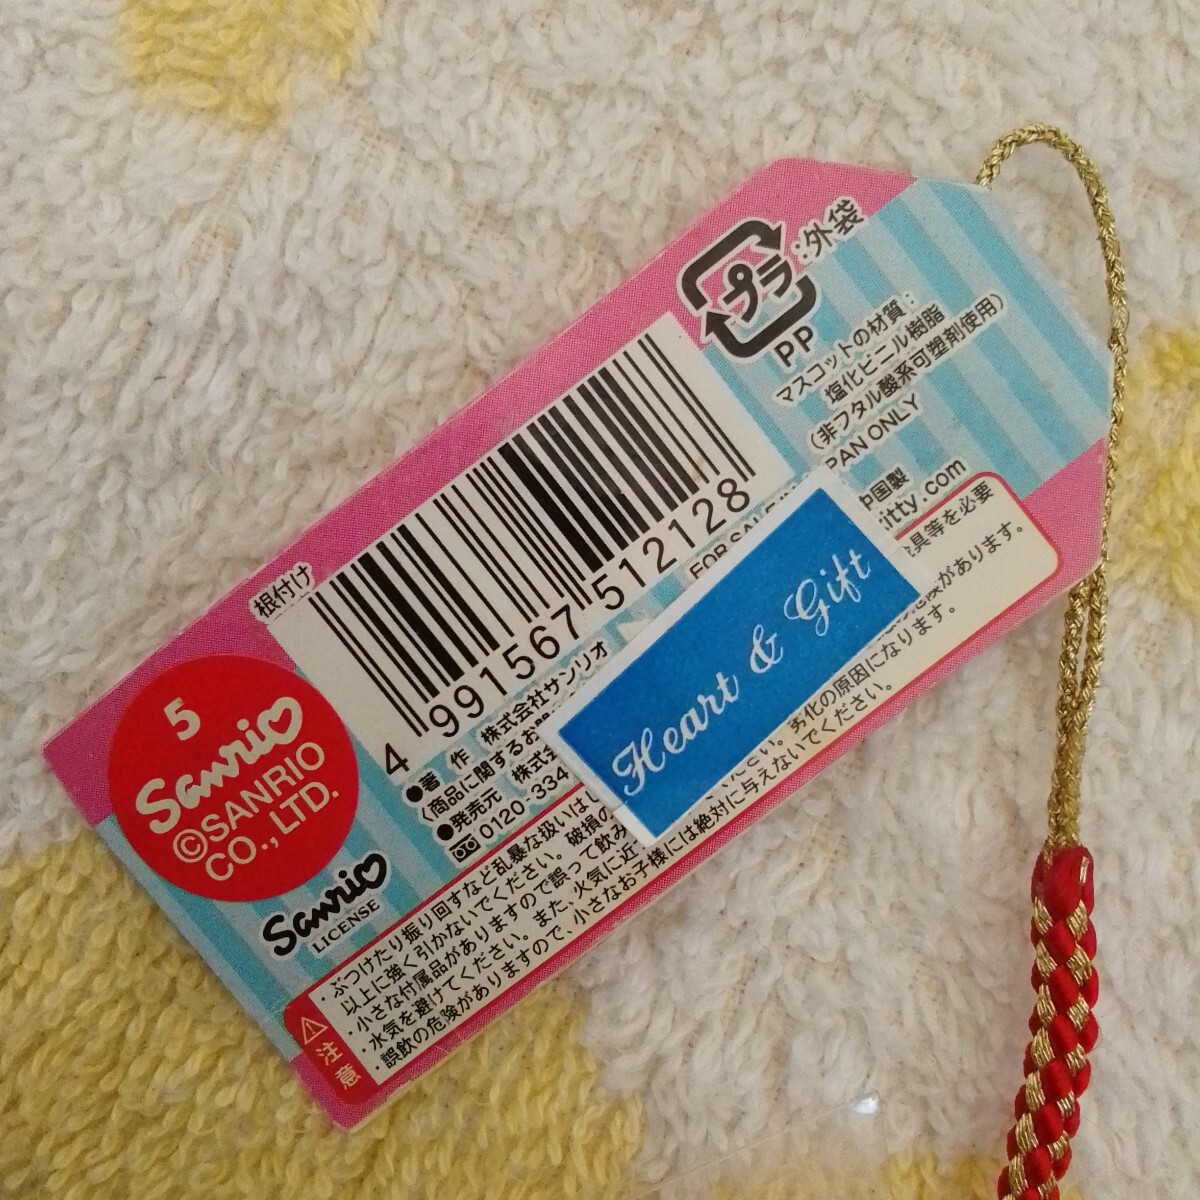 プラ
:外袋
PP
マスコットの材質:
塩化ビニル樹脂
(非フタル酸系可塑剤使用)
FOR SALE
PAN ONLY
中国製
itty.com
根付け
4 991567 512128
●著 作 株式会社サンリオ
(商品に関するお
●発売元 株式
0120-334
Heart & Gift
5
Sanrio
©SANRIO
CO.,LTD.
Sanrio
LICENSE
⚠
注意
・ぶつけたり振り回すなど乱暴な扱いはし
具等を必要
以上に強く引かないでください。破損の
があります。
・小さな付属品がありますので誤って飲み
ださい。
・水気を避けてください。また、火気に近
劣化の原因になります。
・誤飲の危険がありますので、小さなお子様には絶対に与えないでください。